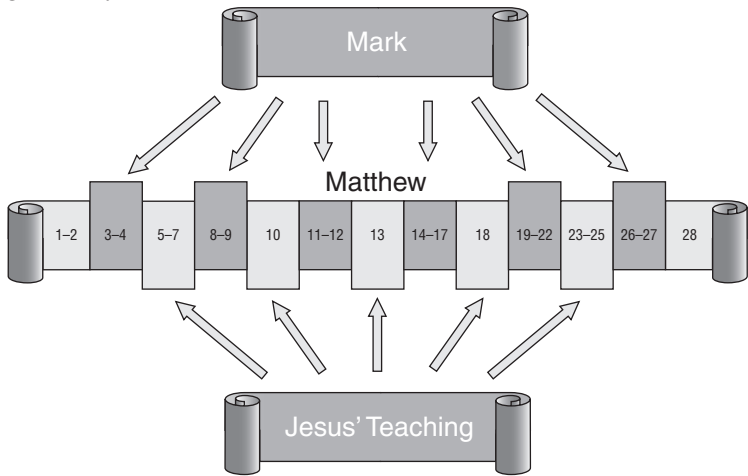 Mark
Matthew
1–2 3–4 5–7 8–9 10 11–12 13 14–17 18 19–22 23–25 26–27 28
Jesus' Teaching